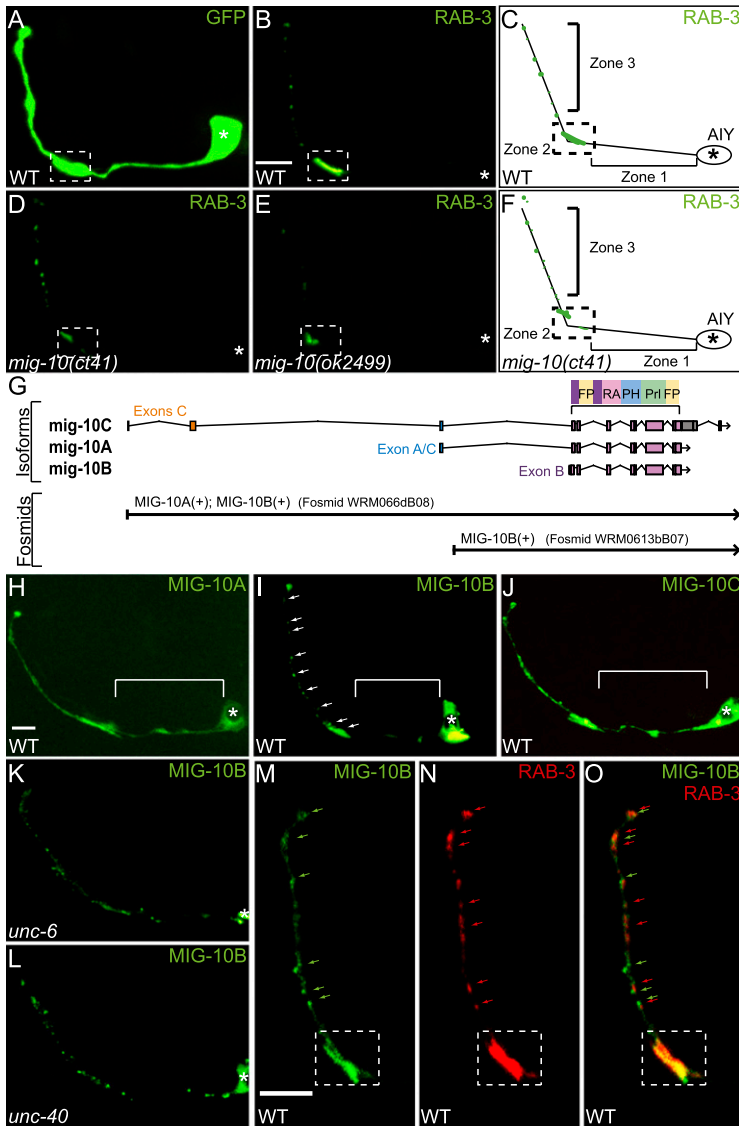 A GFP WT *
B RAB-3 *
C RAB-3 Zone 3 Zone 2 AIY * Zone 1 WT
D RAB-3 * mig-10(ct41)
E RAB-3 * mig-10(ok2499)
F RAB-3 Zone 3 Zone 2 AIY * Zone 1 mig-10(ct41)
G
FP RA PH Prl FP
Isoforms
Exons C
mig-10C
mig-10A Exon A/C
mig-10B Exon B
Fosmids
MIG-10A(+); MIG-10B(+) (Fosmid WRM066dB08)
MIG-10B(+) (Fosmid WRM0613bB07)
H MIG-10A * WT
I MIG-10B * WT
J MIG-10C * WT
K MIG-10B * unc-6
L MIG-10B * unc-40
M MIG-10B WT
N RAB-3 WT
O MIG-10B RAB-3 WT